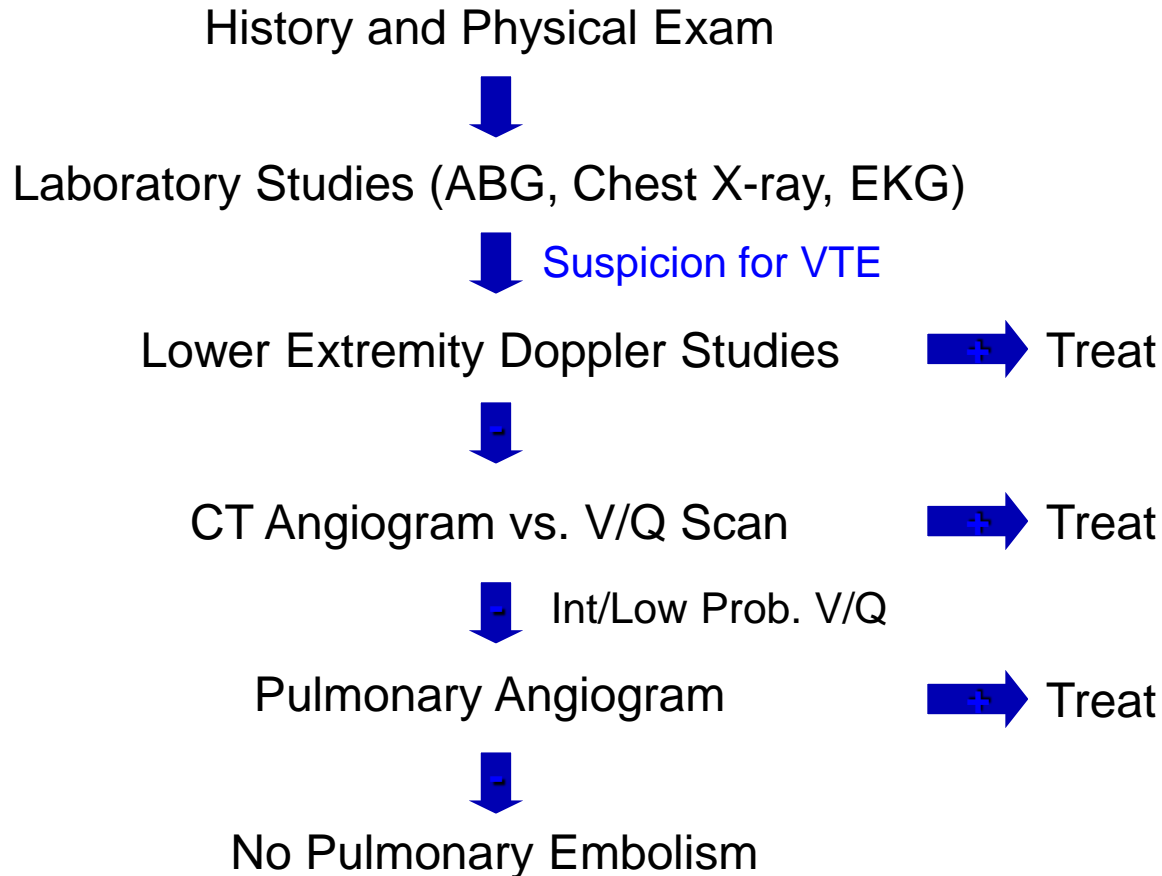 History and Physical Exam
Laboratory Studies (ABG, Chest X-ray, EKG)
Suspicion for VTE
Lower Extremity Doppler Studies + Treat
-
CT Angiogram vs. V/Q Scan + Treat
- Int/Low Prob. V/Q
Pulmonary Angiogram + Treat
-
No Pulmonary Embolism